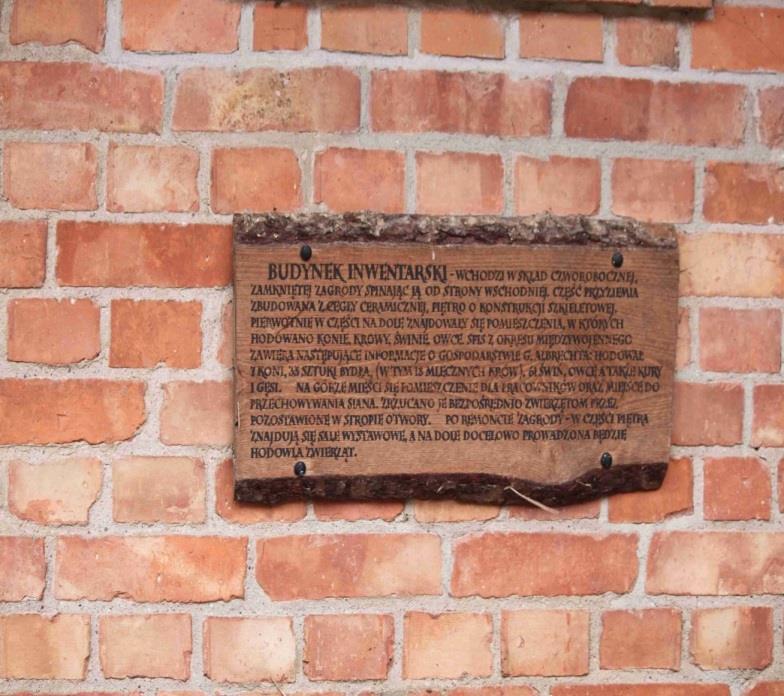 BUDYNEK INWENTARSKI - WCHODZI W SKŁAD CZWOROBOCZNEJ,
ZAMKNIĘTEJ ZAGRODY SPINAJĄC JĄ OD STRONY WSCHODNIEJ. CZĘŚĆ PRZYZIEMIA
ZBUDOWANA Z CEGŁY CERAMICZNEJ, PIĘTRO O KONSTRUKCJI SZKIELETOWEJ.
PIERWOTNIE W CZĘŚCI NA DOLE ZNAJDOWAŁY SIĘ POMIESZCZENIA, W KTÓRYCH
HODOWANO KONIE, KROWY, ŚWINIE, OWCE. SPIS Z OKRESU MIĘDZYWOJENNEGO
ZAWIERA NASTĘPUJĄCE INFORMACJE O GOSPODARSTWIE G. ALBRECHTA: HODOWAŁ
7 KONI, 33 SZTUKI BYDŁA, (W TYM 15 MLECZNYCH KRÓW), 61 ŚWIŃ, OWCE, A TAKŻE KURY
I GĘSI. NA GÓRZE MIEŚCI SIĘ POMIESZCZENIE DLA PRACOWNIKÓW ORAZ MIEJSCE DO
PRZECHOWYWANIA SIANA. ZRZUCANO JE BEZPOŚREDNIO ZWIERZĘTOM PRZEZ
POZOSTAWIONE W STROPIE OTWORY. PO REMONCIE ZAGRODY - W CZĘŚCI PIĘTRA
ZNAJDUJĄ SIĘ SALE WYSTAWOWE, A NA DOLE DOCELOWO PROWADZONA BĘDZIE
HODOWLA ZWIERZĄT.